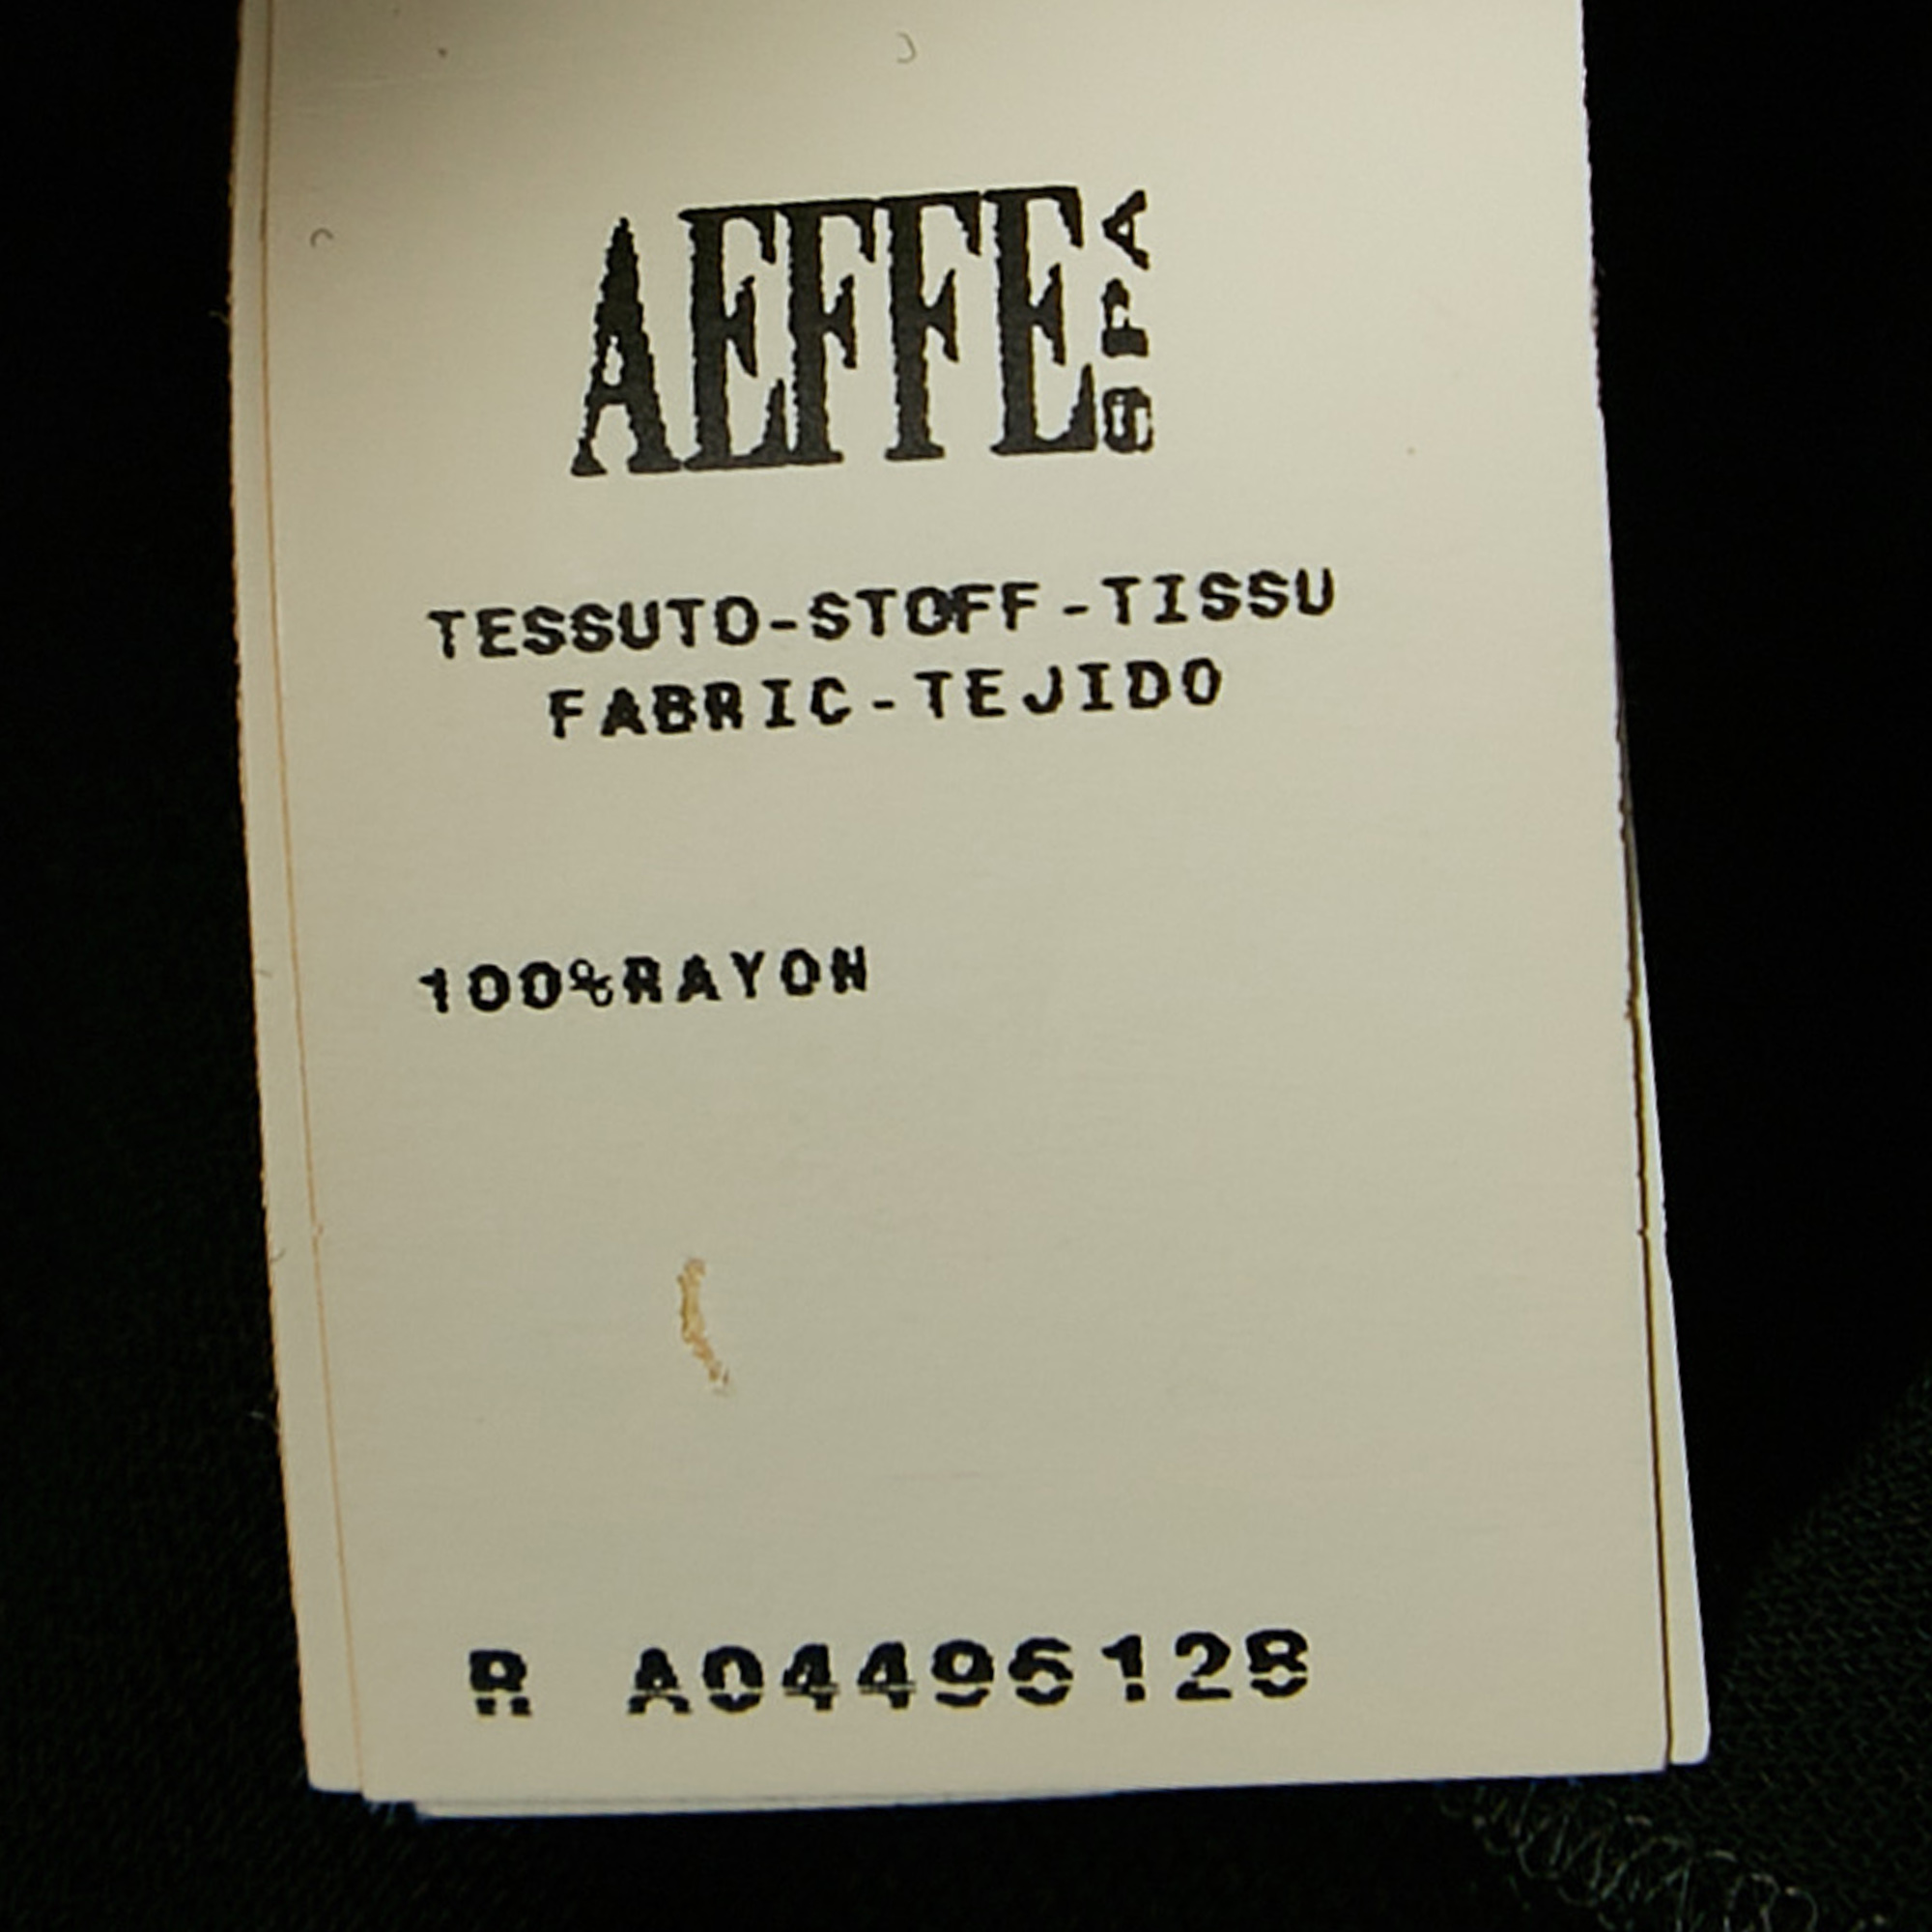 AEFFE SPA
TESSUTO-STOFF-TISSU
FABRIC-TEJIDO
100%RAYON
R A04496128